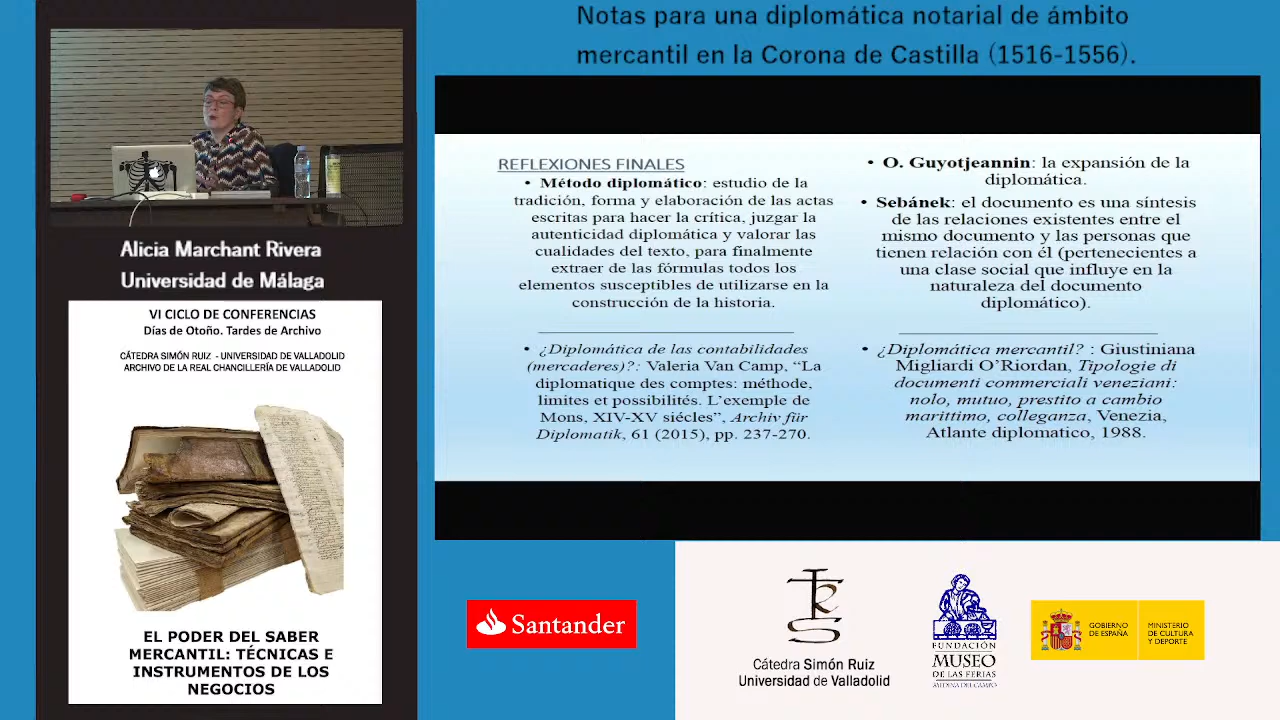 Notas para una diplomática notarial de ámbito
mercantil en la Corona de Castilla (1516-1556).
Alicia Marchant Rivera
Universidad de Málaga
VI CICLO DE CONFERENCIAS
Días de Otoño. Tardes de Archivo
CÁTEDRA SIMÓN RUIZ - UNIVERSIDAD DE VALLADOLID
ARCHIVO DE LA REAL CHANCILLERÍA DE VALLADOLID
EL PODER DEL SABER
MERCANTIL: TÉCNICAS E
INSTRUMENTOS DE LOS
NEGOCIOS
REFLEXIONES FINALES
• Método diplomático: estudio de la
tradición, forma y elaboración de las actas
escritas para hacer la crítica, juzgar la
autenticidad diplomática y valorar las
cualidades del texto, para finalmente
extraer de las fórmulas todos los
elementos susceptibles de utilizarse en la
construcción de la historia.
• ¿Diplomática de las contabilidades
(mercaderes)?: Valeria Van Camp, “La
diplomatique des comptes: méthode,
limites et possibilités. L’exemple de
Mons, XIV-XV siécles”, Archiv für
Diplomatik, 61 (2015), pp. 237-270.
• O. Guyotjeannin: la expansión de la
diplomática.
• Sebánek: el documento es una síntesis
de las relaciones existentes entre el
mismo documento y las personas que
tienen relación con él (pertenecientes a
una clase social que influye en la
naturaleza del documento
diplomático).
• ¿Diplomática mercantil? : Giustiniana
Migliardi O’Riordan, Tipologie di
documenti commerciali veneziani:
nolo, mutuo, prestito a cambio
marittimo, colleganza, Venezia,
Atlante diplomatico, 1988.
Santander
Cátedra Simón Ruiz
Universidad de Valladolid
FUNDACIÓN
MUSEO
DE LAS FERIAS
MEDINA DEL CAMPO
GOBIERNO
DE ESPAÑA
MINISTERIO
DE CULTURA
Y DEPORTE